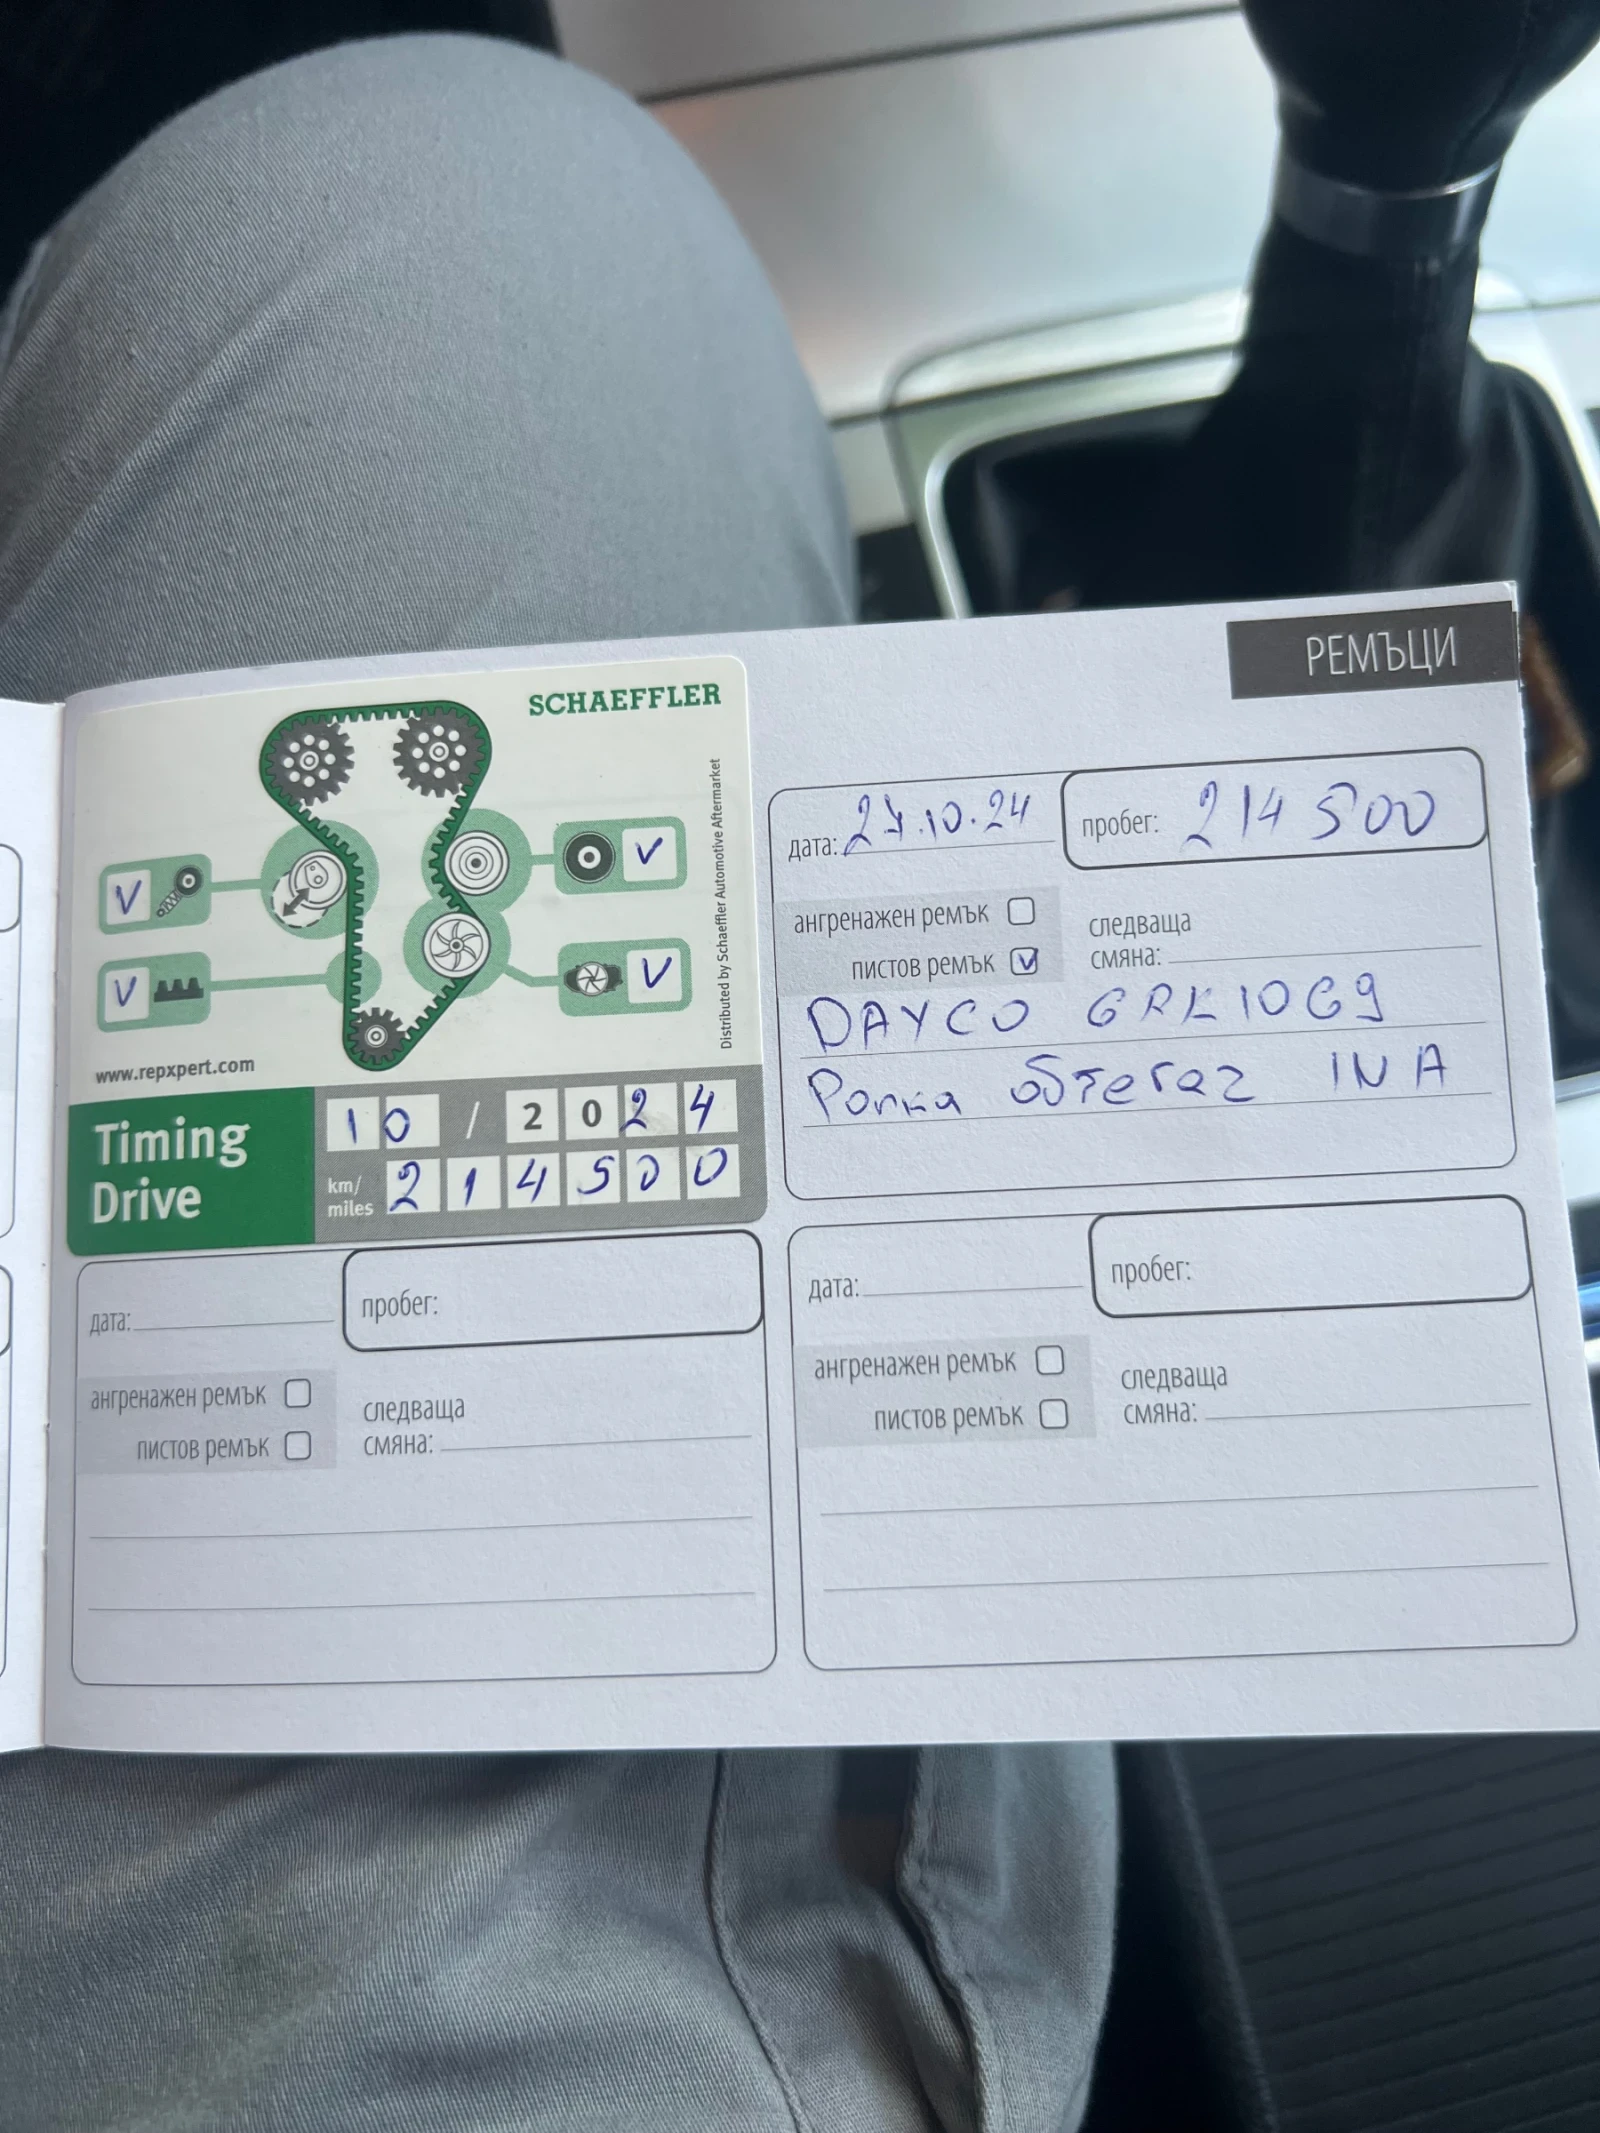 РЕМЪЦИ
SCHAEFFLER
V
V
V
V
Distributed by Schaeffler Automotive Aftermarket
www.repxpert.com
Timing
Drive
10 / 2024
km/
miles
214500
дата: 27.10.24
пробег: 214 500
ангренажен ремък
пистов ремък V
следваща
смяна:
DAYCO
Ролка обтегач INA
дата:
пробег:
ангренажен ремък
пистов ремък
следваща
смяна:
дата:
пробег:
ангренажен ремък
пистов ремък
следваща
смяна: